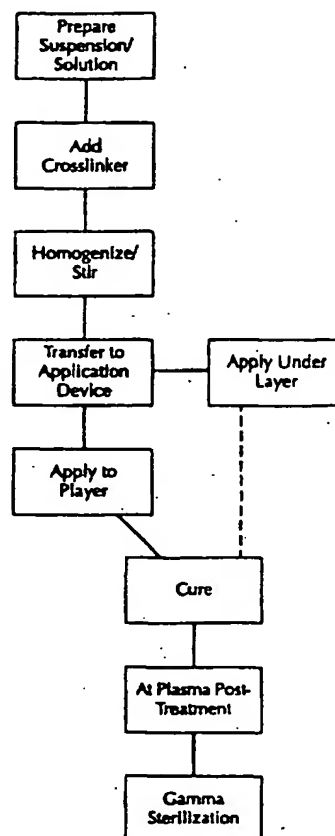 Prepare
Suspension/
Solution
Add
Crosslinker
Homogenize/
Stir
Transfer to
Application
Device
Apply Under
Layer
Apply to
Player
Cure
At Plasma Post-
Treatment
Gamma
Sterilization